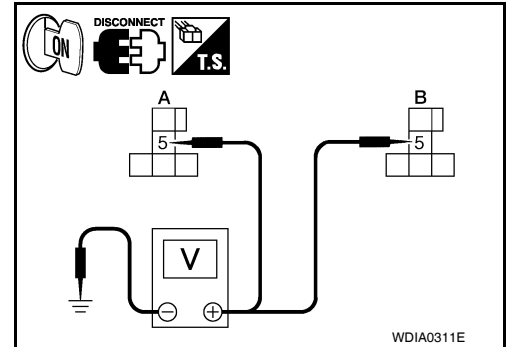 DISCONNECT
ON
T.S.
A
B
5
5
V
− +
WDIA0311E